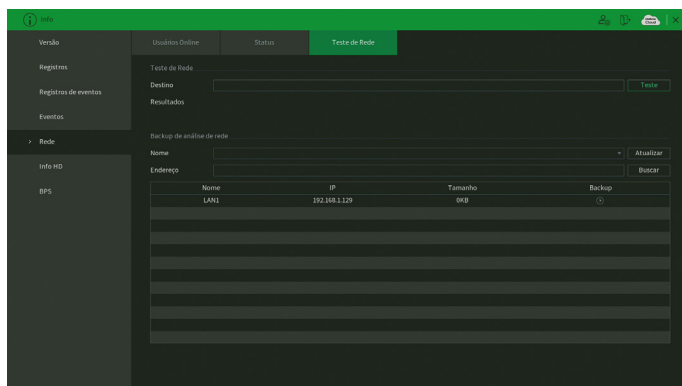 Info
Online Cloud
Versão
Usuários Online
Status
Teste de Rede
Registros
Teste de Rede
Destino
Teste
Registros de eventos
Resultados
Eventos
Backup de análise de rede
Rede
Nome
Atualizar
Info HD
Endereço
Buscar
BPS
Nome IP Tamanho Backup
LAN1 192.168.1.129 0KB